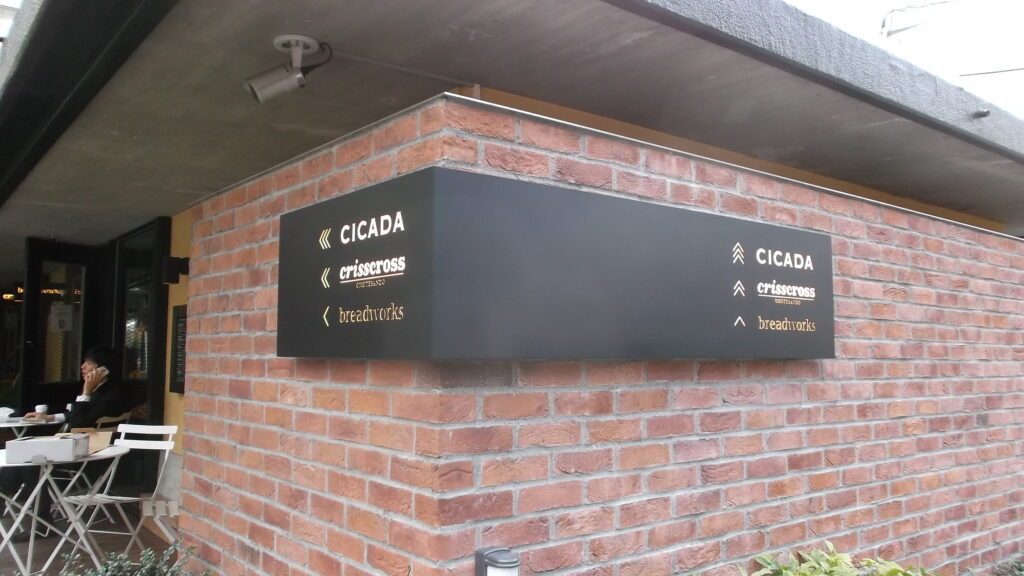 CICADA
crisscross
OMOTESANDO
breadworks
CICADA
crisscross
OMOTESANDO
breadworks